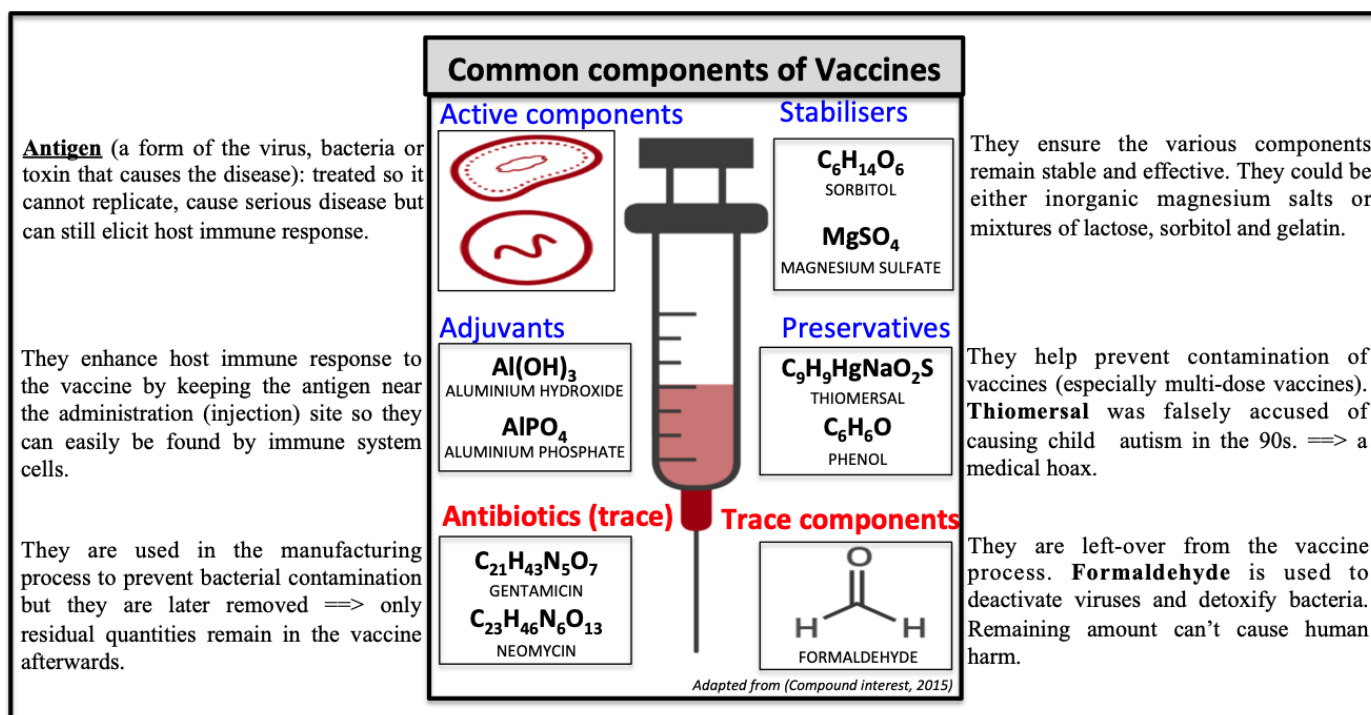 Common components of Vaccines
Active components
Antigen (a form of the virus, bacteria or
toxin that causes the disease): treated so it
cannot replicate, cause serious disease but
can still elicit host immune response.
Stabilisers
C₆H₁₄O₆
SORBITOL
MgSO₄
MAGNESIUM SULFATE
They ensure the various components
remain stable and effective. They could be
either inorganic magnesium salts or
mixtures of lactose, sorbitol and gelatin.
Adjuvants
Al(OH)₃
ALUMINIUM HYDROXIDE
AlPO₄
ALUMINIUM PHOSPHATE
They enhance host immune response to
the vaccine by keeping the antigen near
the administration (injection) site so they
can easily be found by immune system
cells.
Preservatives
C₉H₉HgNaO₂S
THIOMERSAL
C₆H₆O
PHENOL
They help prevent contamination of
vaccines (especially multi-dose vaccines).
Thiomersal was falsely accused of
causing child autism in the 90s. ==> a
medical hoax.
Antibiotics (trace)
C₂₁H₄₃N₅O₇
GENTAMICIN
C₂₃H₄₆N₆O₁₃
NEOMYCIN
They are used in the manufacturing
process to prevent bacterial contamination
but they are later removed ==> only
residual quantities remain in the vaccine
afterwards.
Trace components
O
H H
FORMALDEHYDE
They are left-over from the vaccine
process. Formaldehyde is used to
deactivate viruses and detoxify bacteria.
Remaining amount can’t cause human
harm.
Adapted from (Compound interest, 2015)